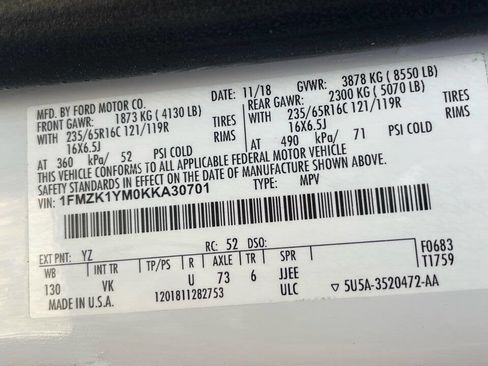 MFD. BY FORD MOTOR CO. DATE: 11/18 GVWR: 3878 KG ( 8550 LB)
FRONT GAWR: 1873 KG ( 4130 LB) REAR GAWR: 2300 KG ( 5070 LB)
WITH 235/65R16C 121/119R TIRES WITH 235/65R16C 121/119R TIRES
16X6.5J RIMS 16X6.5J RIMS
AT 360 kPa/ 52 PSI COLD AT 490 kPa/ 71 PSI COLD
THIS VEHICLE CONFORMS TO ALL APPLICABLE FEDERAL MOTOR VEHICLE
SAFETY STANDARDS IN EFFECT ON THE DATE OF MANUFACTURE SHOWN ABOVE.
VIN: 1FMZK1YM0KKA30701 TYPE: MPV
EXT PNT: YZ RC: 52 DSO: F0683
WB INT TR TP/PS R AXLE TR SPR T1759
130 VK U 73 6 JJEE
MADE IN U.S.A. 1201811282753 ULC ▽ 5U5A-3520472-AA